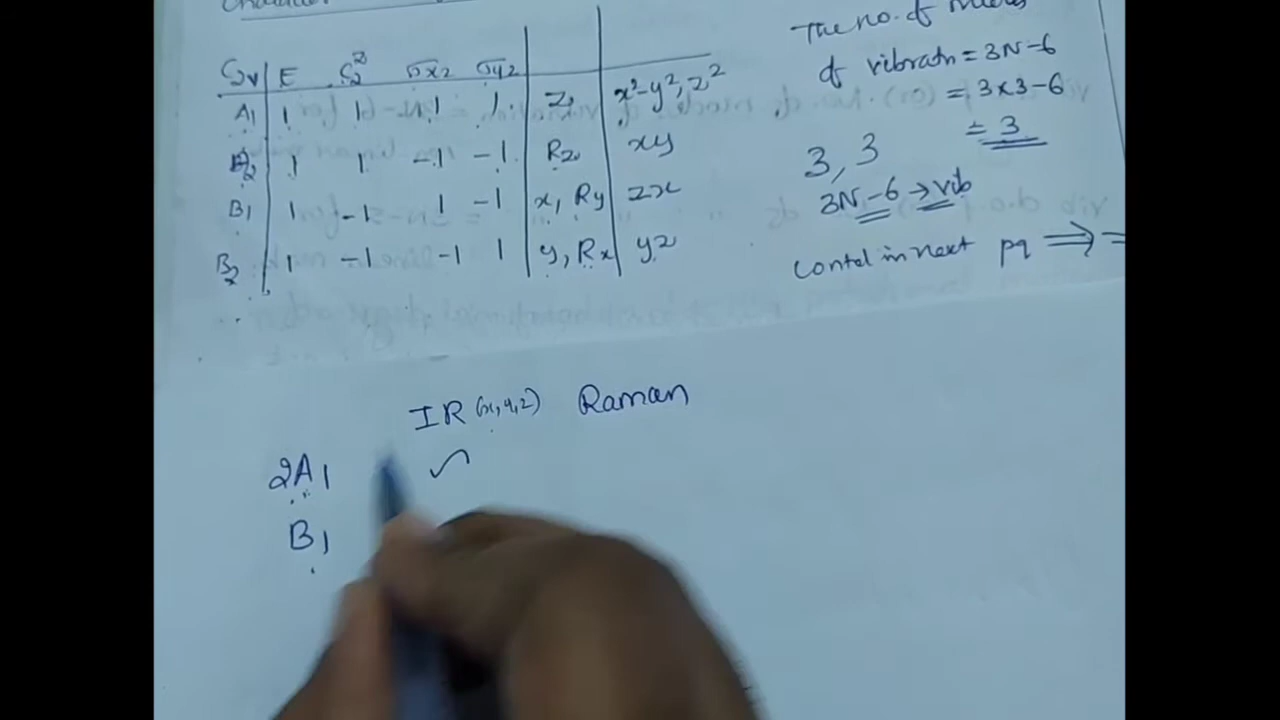 C2v E C2^z σxz σyz
A1 1 1 1 1 z x²-y², z²
A2 1 1 -1 -1 Rz xy
B1 1 -1 1 -1 x, Ry zx
B2 1 -1 -1 1 y, Rx yz
The no. of
of vibratn = 3N-6
= 3x3-6
= 3
3, 3
3N-6 → vib
contd in next pg ⇒
IR (x,y,z) Raman
2A1 ✓
B1